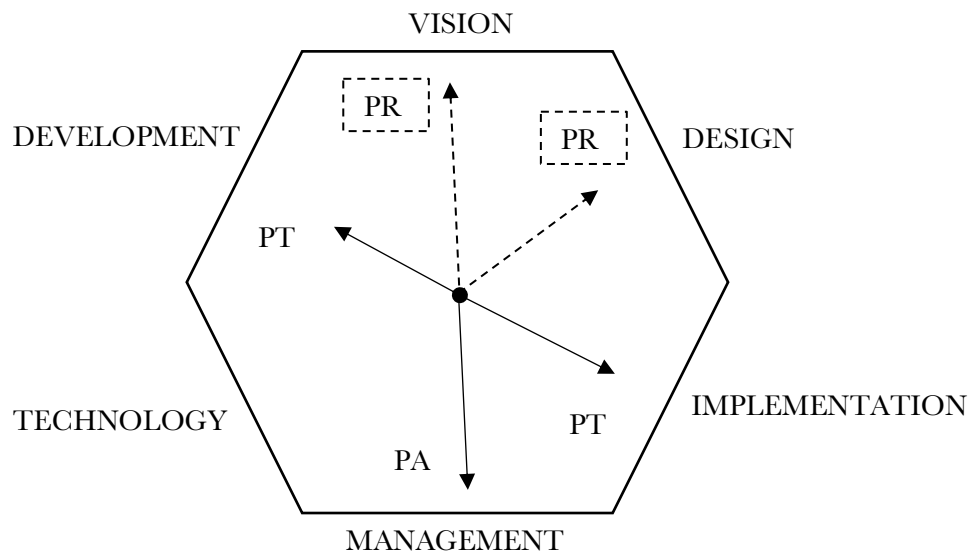 VISION
PR
DEVELOPMENT
PR
DESIGN
PT
TECHNOLOGY
IMPLEMENTATION
PT
PA
MANAGEMENT